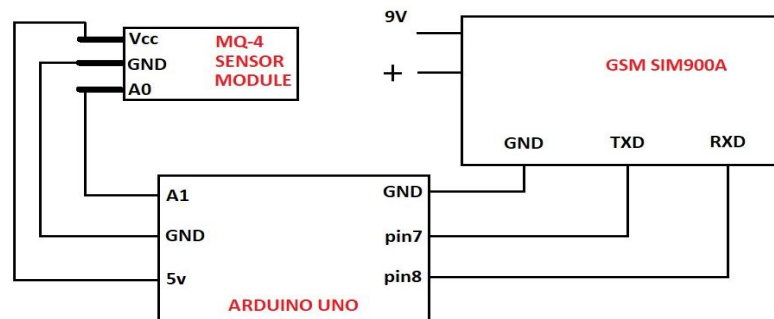 Vcc
GND
A0
MQ-4
SENSOR
MODULE
9V
+
GSM SIM900A
GND TXD RXD
A1
GND
5v
GND
pin7
pin8
ARDUINO UNO